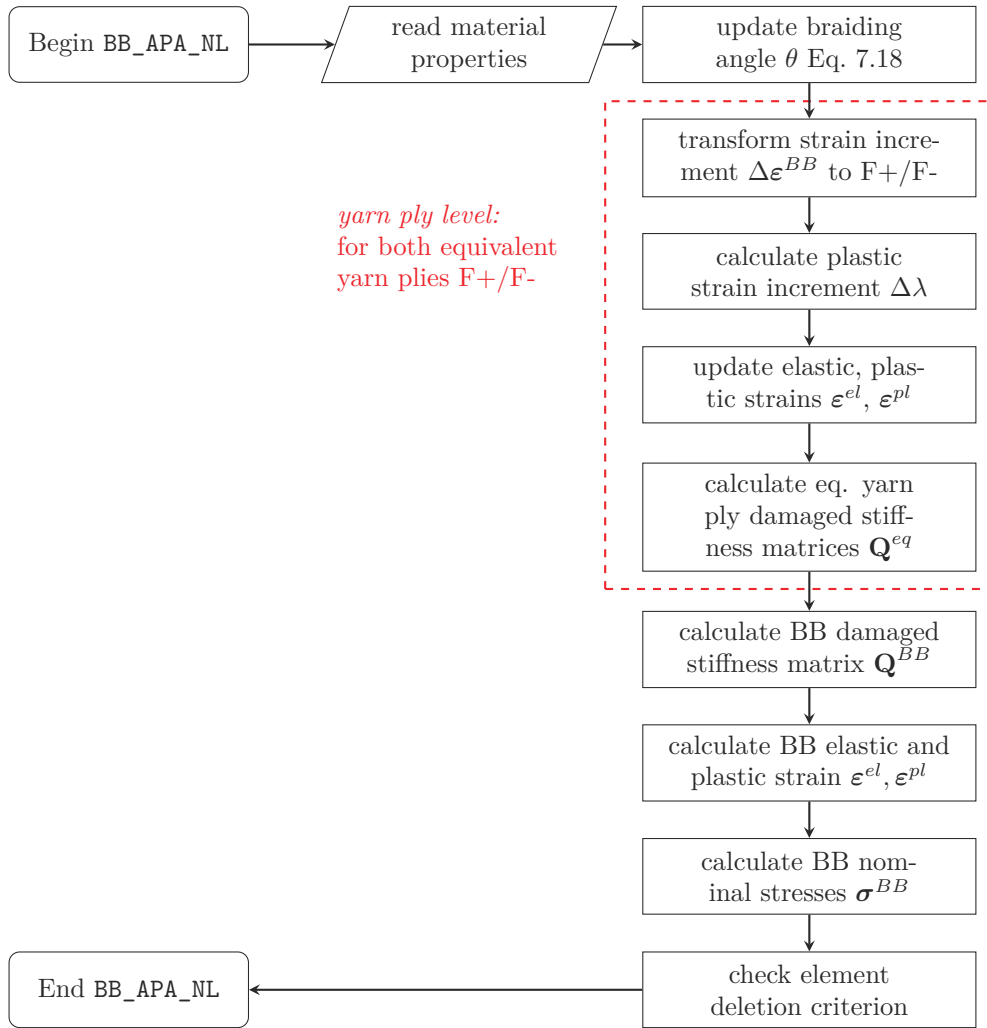 Begin BB_APA_NL
read material
properties
update braiding
angle θ Eq. 7.18
transform strain incre-
ment Δε^{BB} to F+/F-
yarn ply level:
for both equivalent
yarn plies F+/F-
calculate plastic
strain increment Δλ
update elastic, plas-
tic strains ε^{el}, ε^{pl}
calculate eq. yarn
ply damaged stiff-
ness matrices Q^{eq}
calculate BB damaged
stiffness matrix Q^{BB}
calculate BB elastic and
plastic strain ε^{el}, ε^{pl}
calculate BB nom-
inal stresses σ^{BB}
check element
deletion criterion
End BB_APA_NL